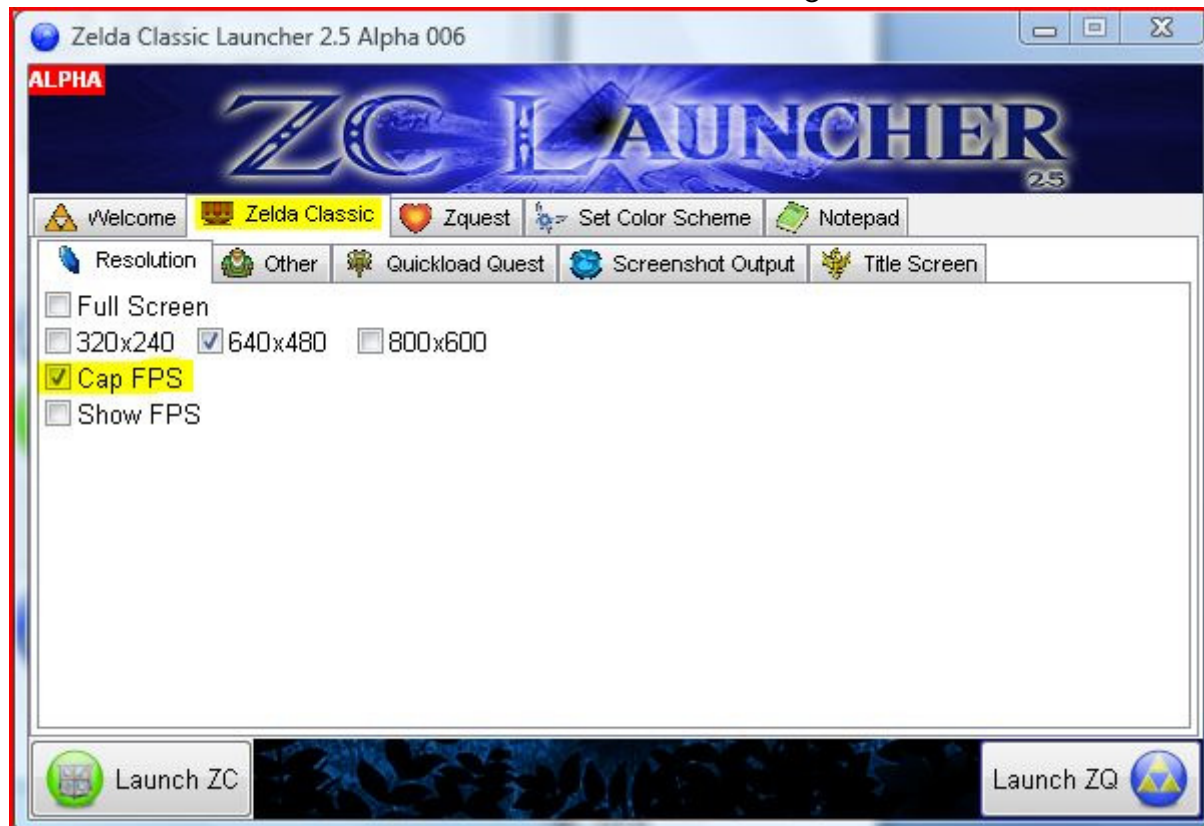 Zelda Classic Launcher 2.5 Alpha 006
ALPHA
ZC LAUNCHER
2.5
Welcome Zelda Classic Zquest Set Color Scheme Notepad
Resolution Other Quickload Quest Screenshot Output Title Screen
Full Screen
320x240 640x480 800x600
Cap FPS
Show FPS
Launch ZC Launch ZQ